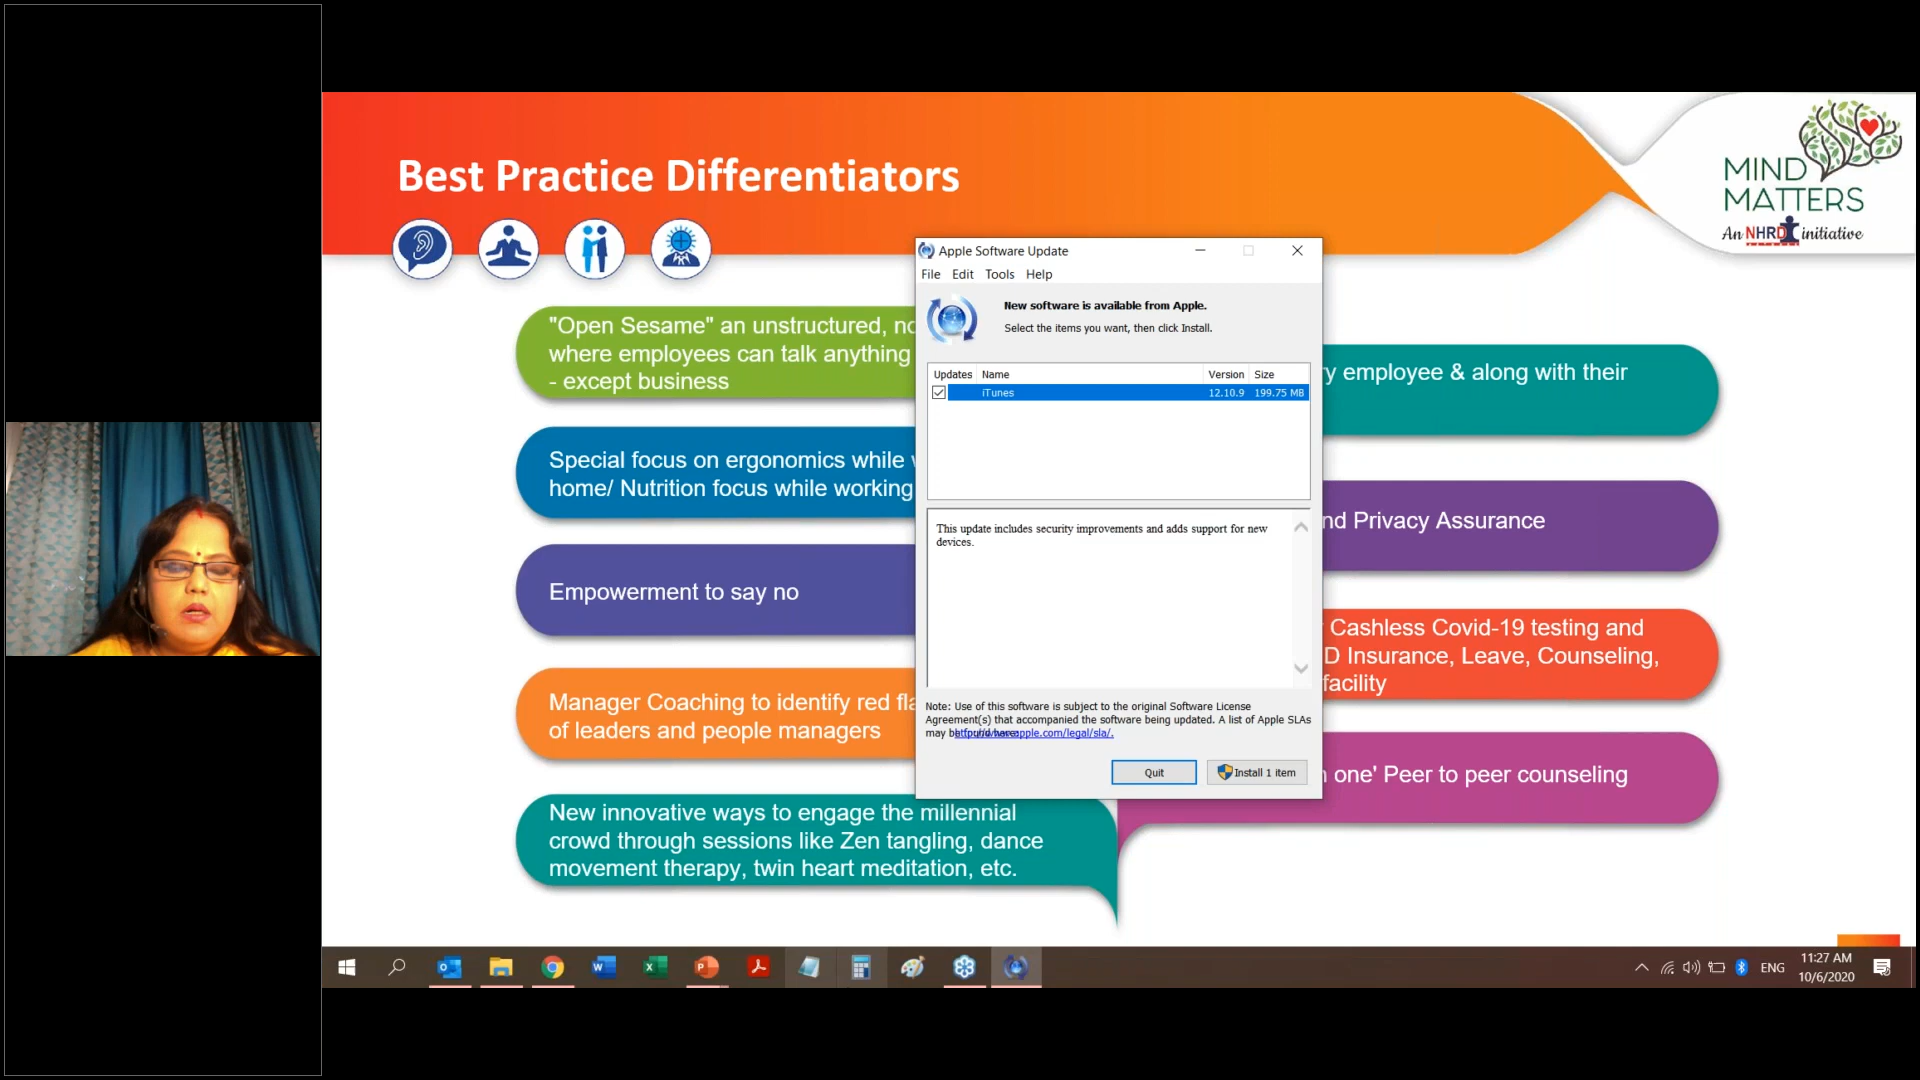 Best Practice Differentiators
MIND
MATTERS
An NHRD initiative
"Open Sesame" an unstructured,
where employees can talk anything
- except business
Special focus on ergonomics while
home/ Nutrition focus while working
Empowerment to say no
Manager Coaching to identify red
of leaders and people managers
New innovative ways to engage the millennial
crowd through sessions like Zen tangling, dance
movement therapy, twin heart meditation, etc.
Apple Software Update
File Edit Tools Help
New software is available from Apple.
Select the items you want, then click Install.
Updates Name Version Size
iTunes 12.10.9 199.75 MB
This update includes security improvements and adds support for new
devices.
Note: Use of this software is subject to the original Software License
Agreement(s) that accompanied the software being updated. A list of Apple SLAs
may
Quit Install 1 item
employee & along with their
Privacy Assurance
Cashless Covid-19 testing and
Insurance, Leave, Counseling,
facility
one' Peer to peer counseling
ENG
11:27 AM
10/6/2020